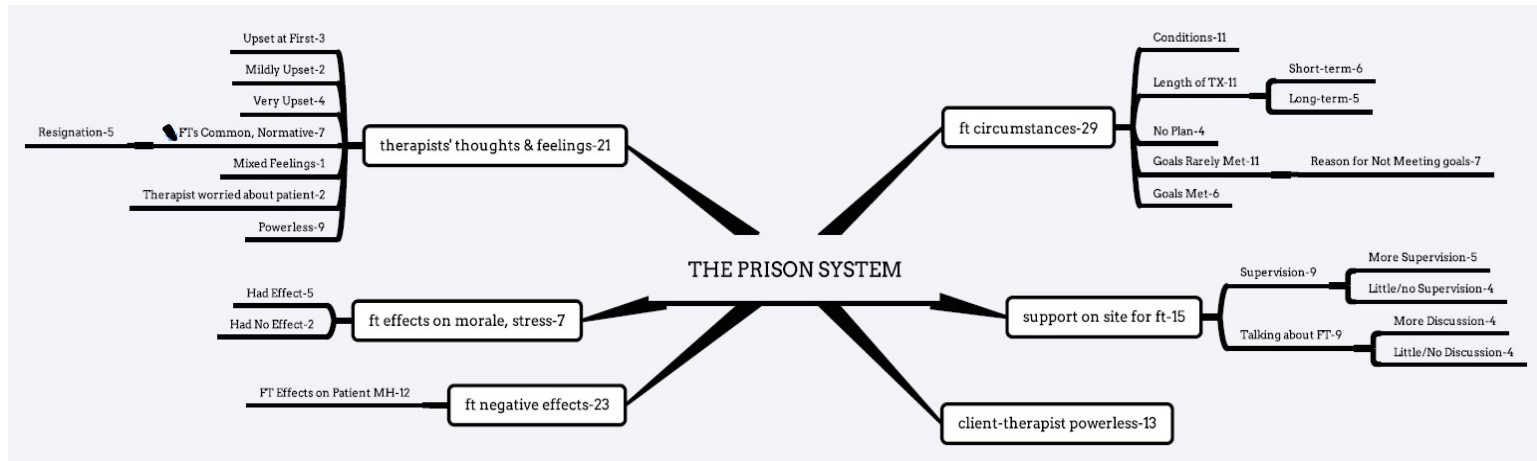 Upset at First-3
Mildly Upset-2
Very Upset-4
Resignation-5
FTs Common, Normative-7
Mixed Feelings-1
Therapist worried about patient-2
Powerless-9
therapists' thoughts & feelings-21
ft circumstances-29
Conditions-11
Length of TX-11
Short-term-6
Long-term-5
No Plan-4
Goals Rarely Met-11
Reason for Not Meeting goals-7
Goals Met-6
THE PRISON SYSTEM
Had Effect-5
Had No Effect-2
ft effects on morale, stress-7
support on site for ft-15
Supervision-9
More Supervision-5
Little/no Supervision-4
Talking about FT-9
More Discussion-4
Little/No Discussion-4
FT Effects on Patient MH-12
ft negative effects-23
client-therapist powerless-13